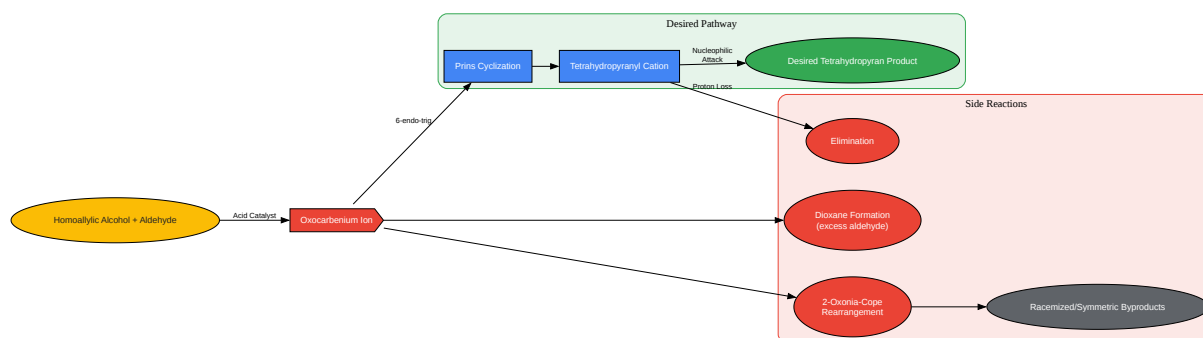 Desired Pathway
Prins Cyclization
Tetrahydropyranyl Cation
Nucleophilic
Attack
Desired Tetrahydropyran Product
Proton Loss
Side Reactions
6-endo-trig
Elimination
Homoallylic Alcohol + Aldehyde
Acid Catalyst
Oxocarbenium Ion
Dioxane Formation
(excess aldehyde)
2-Oxonia-Cope
Rearrangement
Racemized/Symmetric Byproducts